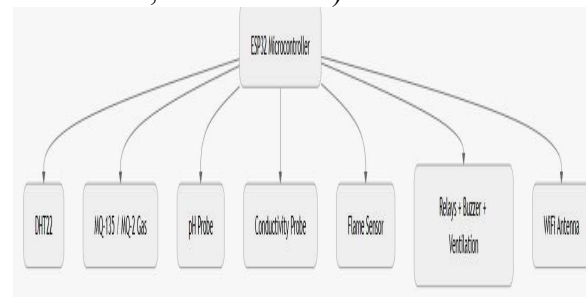 ESP32 Microcontroller
DHT22
MQ-135 / MQ-2 Gas
pH Probe
Conductivity Probe
Flame Sensor
Relays + Buzzer +
Ventilation
WiFi Antenna